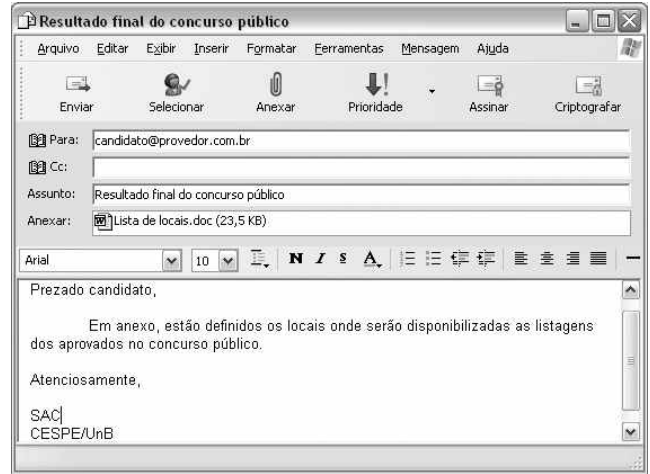 Resultado final do concurso público
Arquivo Editar Exibir Inserir Formatar Ferramentas Mensagem Ajuda
Enviar Selecionar Anexar Prioridade Assinar Criptografar
Para: candidato@provedor.com.br
Cc:
Assunto: Resultado final do concurso público
Anexar: Lista de locais.doc (23,5 KB)
Arial 10 N I s A
Prezado candidato,
Em anexo, estão definidos os locais onde serão disponibilizadas as listagens
dos aprovados no concurso público.
Atenciosamente,
SAC
CESPE/UnB